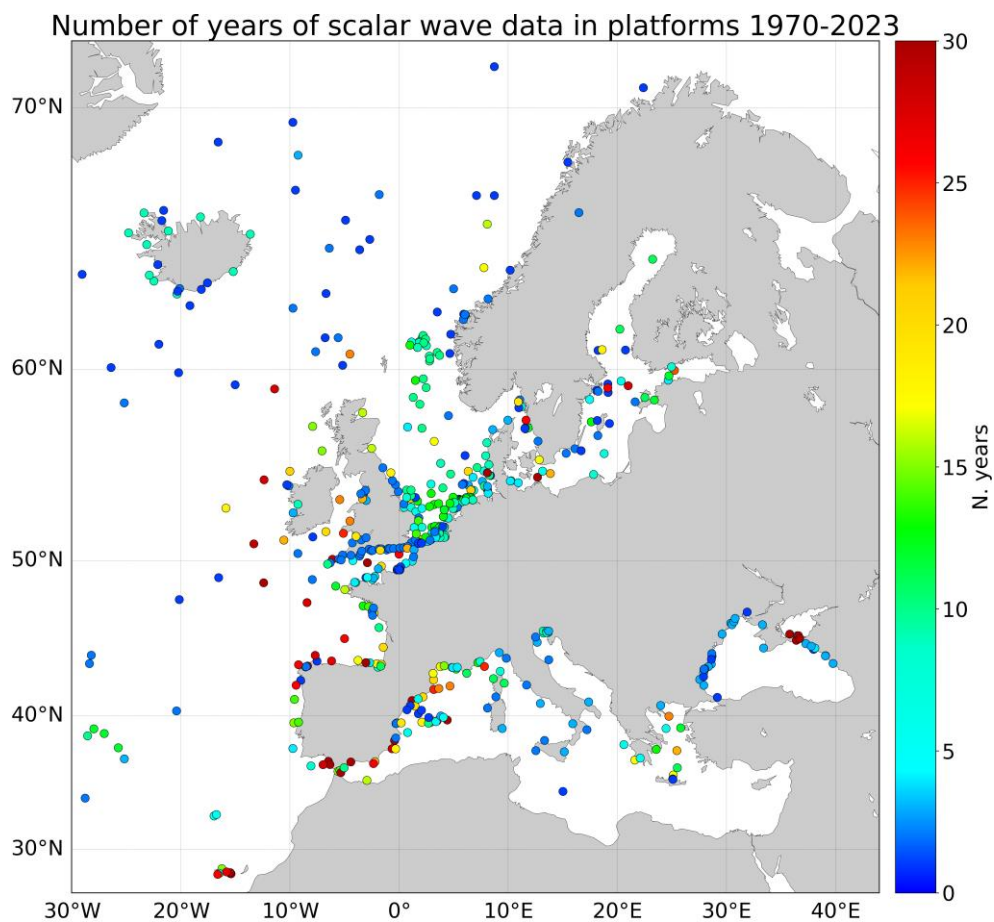 Number of years of scalar wave data in platforms 1970-2023
70°N
60°N
50°N
40°N
30°N
30°W 20°W 10°W 0° 10°E 20°E 30°E 40°E
30
25
20
15
10
5
0
N. years